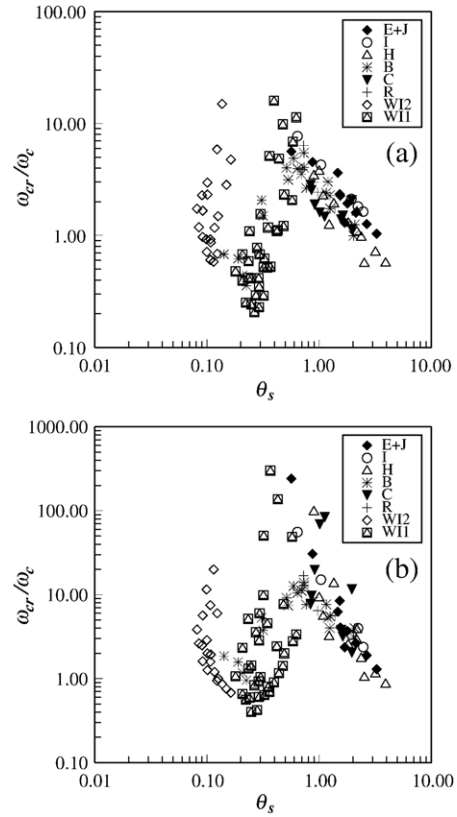 100.00
10.00
1.00
0.10
ω_cr/ω_c
(a)
E+J
I
H
B
C
R
WI2
WI1
0.01 0.10 1.00 10.00
θ_s
1000.00
100.00
10.00
1.00
0.10
ω_cr/ω_c
(b)
E+J
I
H
B
C
R
WI2
WI1
0.01 0.10 1.00 10.00
θ_s